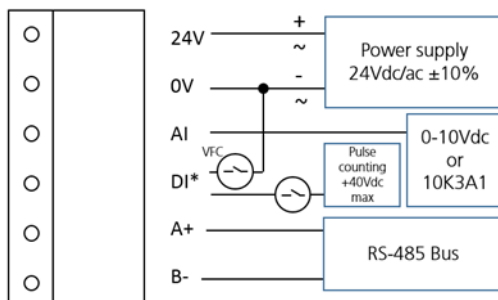 24V
+
~
Power supply
24Vdc/ac ±10%
0V
-
~
AI
0-10Vdc
or
10K3A1
VFC
DI*
Pulse
counting
+40Vdc
max
A+
RS-485 Bus
B-